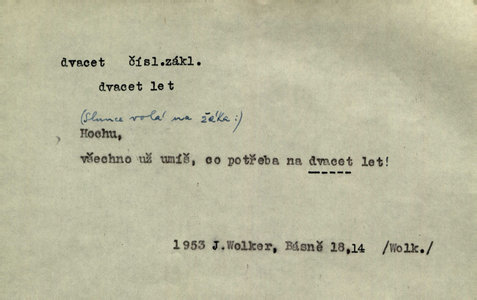 dvacet čísl.zákl.
dvacet let
(Slunce volá na žáka:)
Hochu,
všechno už umíš, co potřeba na dvacet let!
1953 J.Wolker, Básně 18,14 /Wolk./